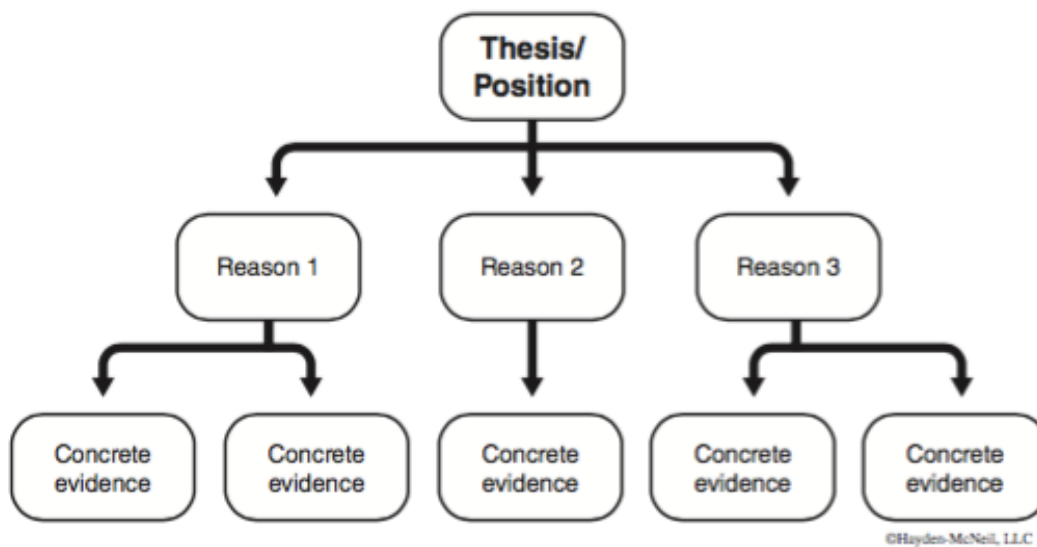 Thesis/
Position
Reason 1
Reason 2
Reason 3
Concrete
evidence
Concrete
evidence
Concrete
evidence
Concrete
evidence
Concrete
evidence
©Hayden-McNeil, LLC